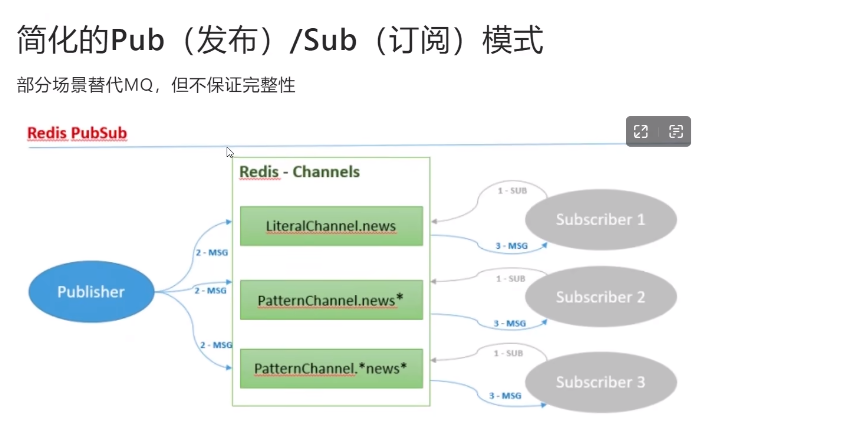 简化的Pub（发布）/Sub（订阅）模式
部分场景替代MQ，但不保证完整性
Redis PubSub
Redis - Channels
LiteralChannel.news
PatternChannel.news*
PatternChannel.*news*
Publisher
2 - MSG
2 - MSG
2 - MSG
1 - SUB
Subscriber 1
3 - MSG
1 - SUB
Subscriber 2
3 - MSG
1 - SUB
Subscriber 3
3 - MSG